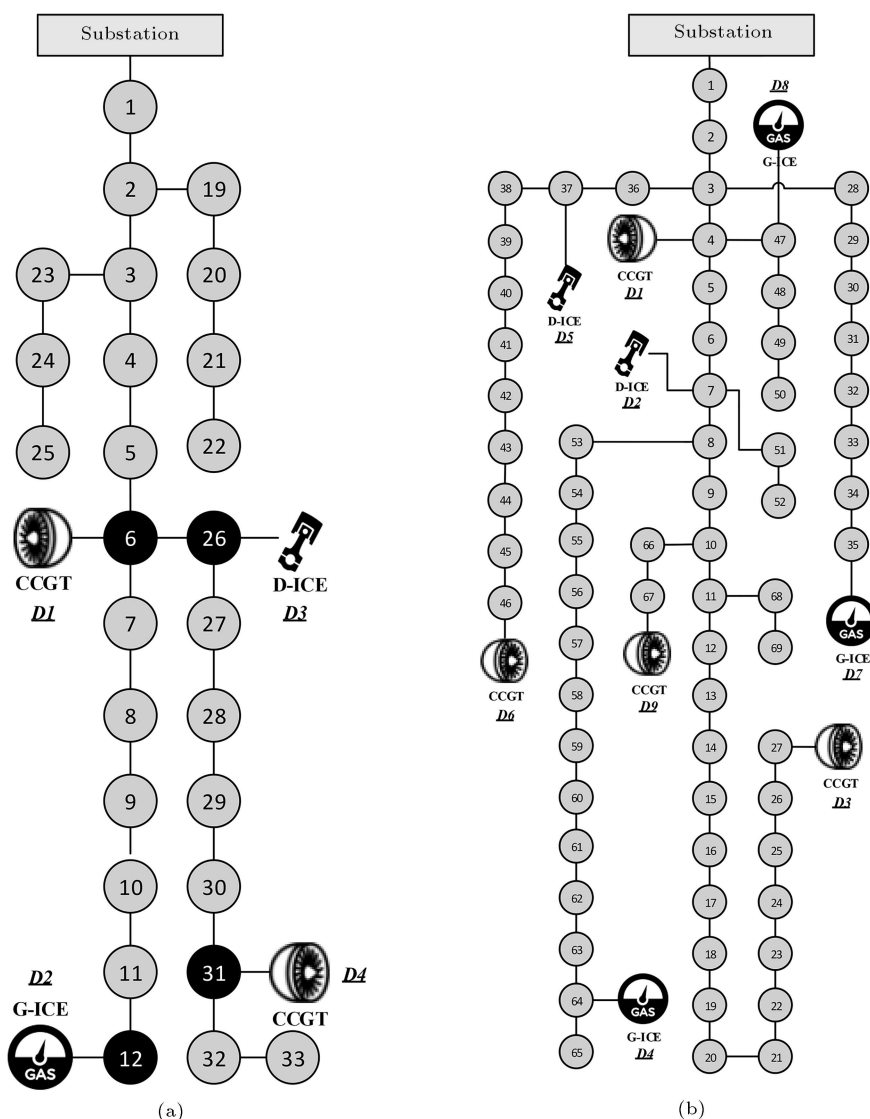 Substation
1
2
19
23
3
20
24
4
21
25
5
22
6
26
CCGT
D1
D-ICE
D3
7
27
8
28
9
29
10
30
D2
G-ICE
GAS
11
31
D4
CCGT
12
32
33
(a)
Substation
1
D8
GAS
G-ICE
2
38
37
36
3
28
39
CCGT
D1
4
47
29
40
D-ICE
D5
5
48
30
41
6
49
31
42
D-ICE
D2
7
50
32
43
53
8
51
33
44
54
9
52
34
45
55
66
10
35
46
56
67
11
68
GAS
G-ICE
D7
CCGT
D6
57
CCGT
D9
12
69
58
13
59
14
27
CCGT
D3
60
15
26
61
16
25
62
17
24
63
18
23
64
GAS
G-ICE
D4
19
22
65
20
21
(b)